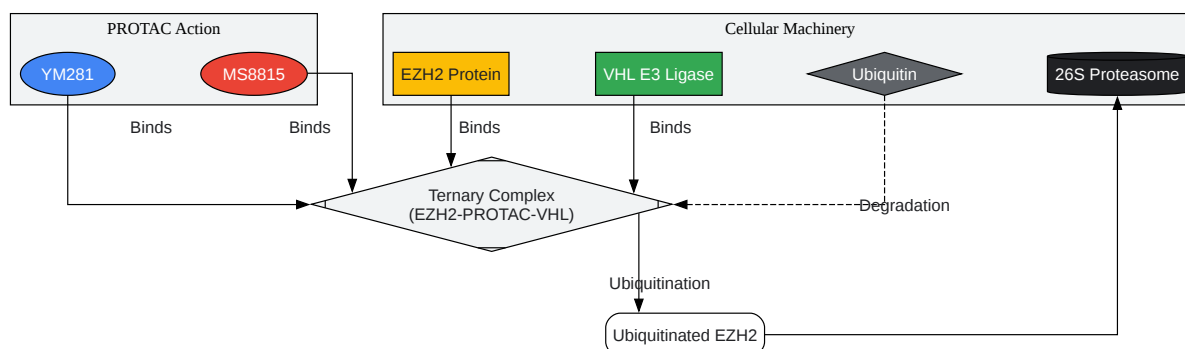 PROTAC Action
Cellular Machinery
YM281
MS8815
EZH2 Protein
VHL E3 Ligase
Ubiquitin
26S Proteasome
Binds
Binds
Binds
Binds
Ternary Complex
(EZH2-PROTAC-VHL)
Degradation
Ubiquitination
Ubiquitinated EZH2